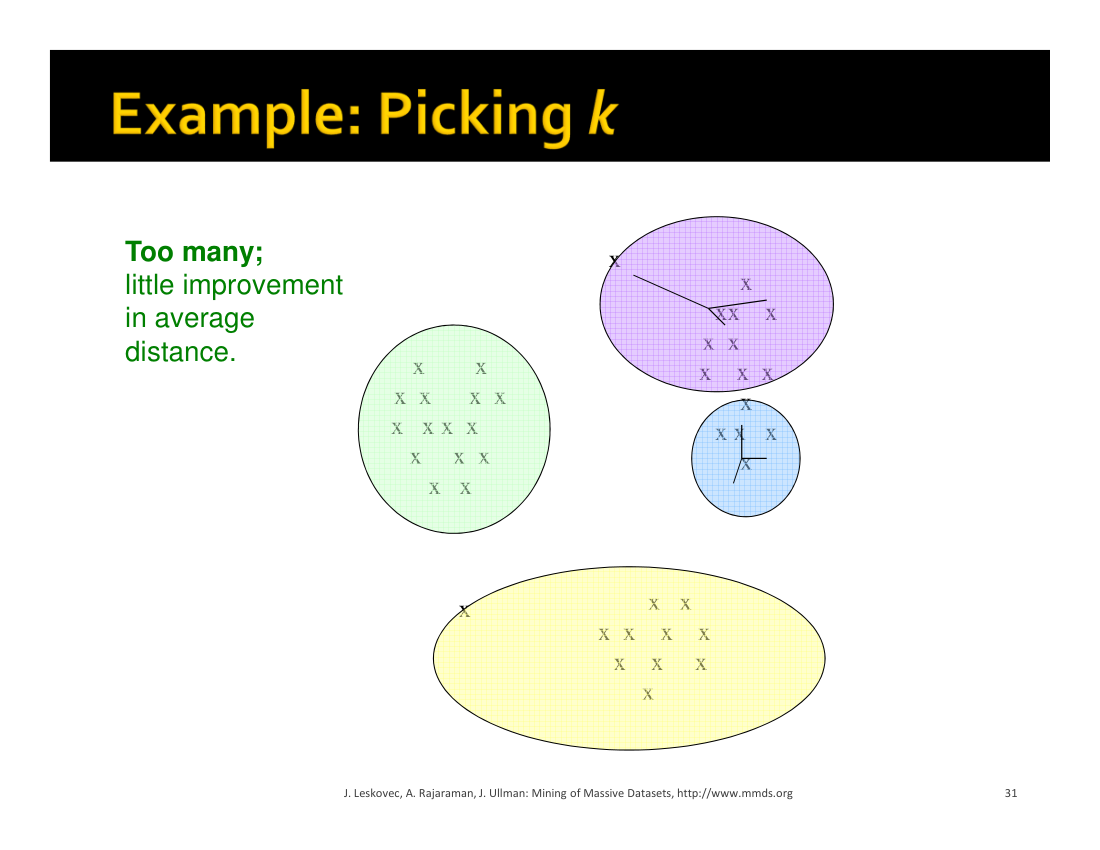 Example: Picking k
Too many;
little improvement
in average
distance.
x
x
xx x
x x
x x x
x x
x x x x
x x x x
x x x
x x
x
x x x
x
x
x x
x x x x
x x x
x
J. Leskovec, A. Rajaraman, J. Ullman: Mining of Massive Datasets, http://www.mmds.org
31